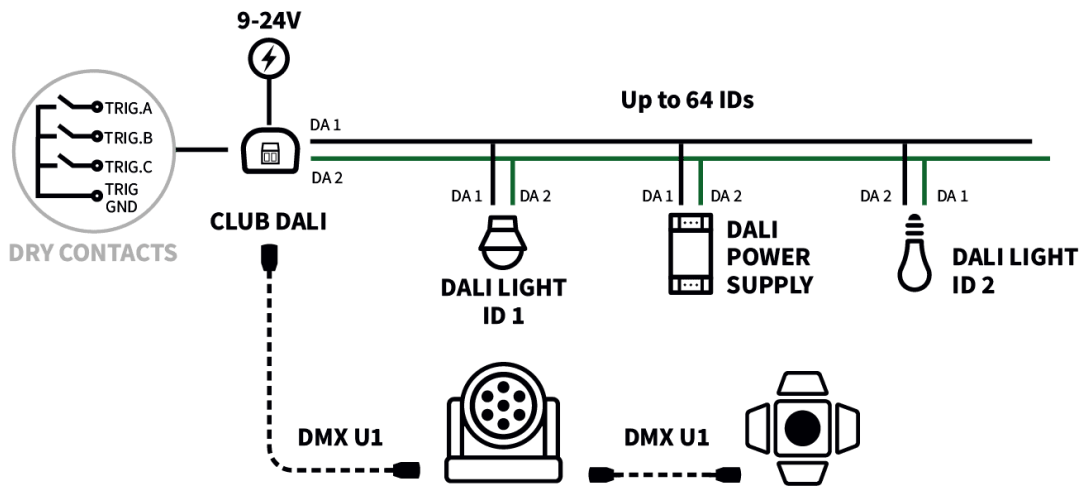 9-24V
Up to 64 IDs
DA 1
TRIG.A
TRIG.B
TRIG.C
TRIG
GND
DA 2
DA 1
DA 2
DA 1
DA 2
DA 2
DA 1
CLUB DALI
DRY CONTACTS
DALI LIGHT
ID 1
DALI
POWER
SUPPLY
DALI LIGHT
ID 2
DMX U1
DMX U1